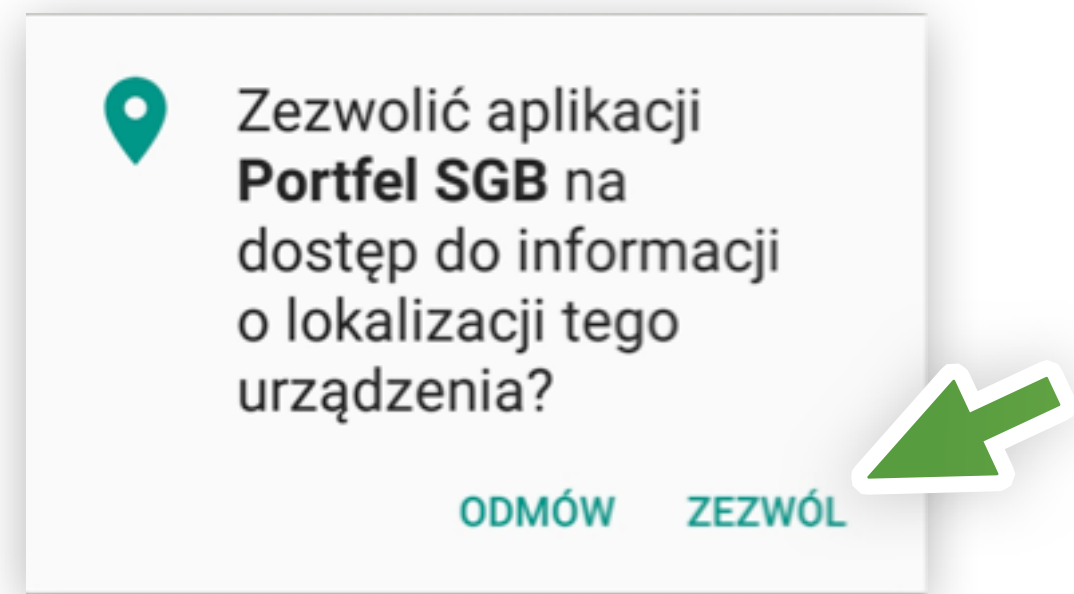 Zezwolić aplikacji
Portfel SGB na
dostęp do informacji
o lokalizacji tego
urządzenia?
ODMÓW ZEZWÓL